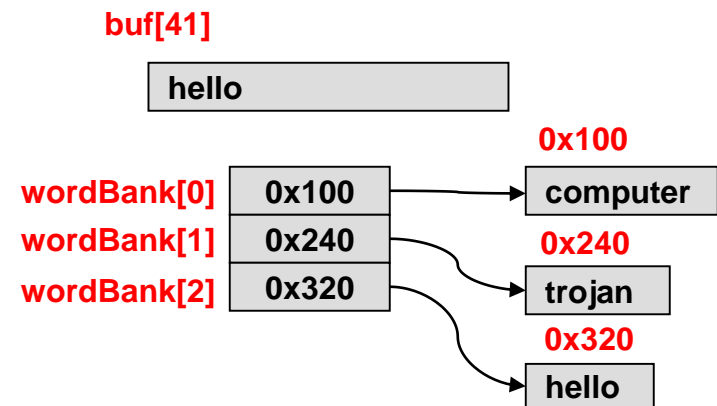 buf[41]
hello
0x100
wordBank[0] 0x100 computer
wordBank[1] 0x240 0x240
wordBank[2] 0x320 trojan
0x320
hello